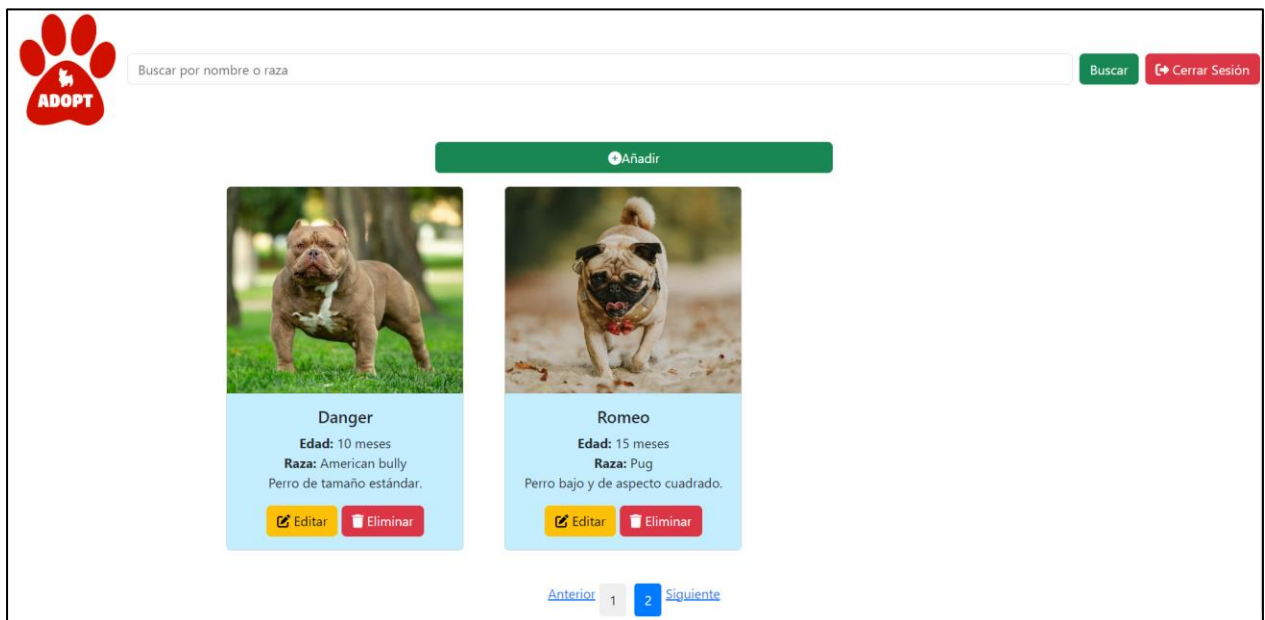 ADOPT
Buscar por nombre o raza
Buscar
Cerrar Sesión
Añadir
Danger
Edad: 10 meses
Raza: American bully
Perro de tamaño estándar.
Editar Eliminar
Romeo
Edad: 15 meses
Raza: Pug
Perro bajo y de aspecto cuadrado.
Editar Eliminar
Anterior 1 2 Siguiente